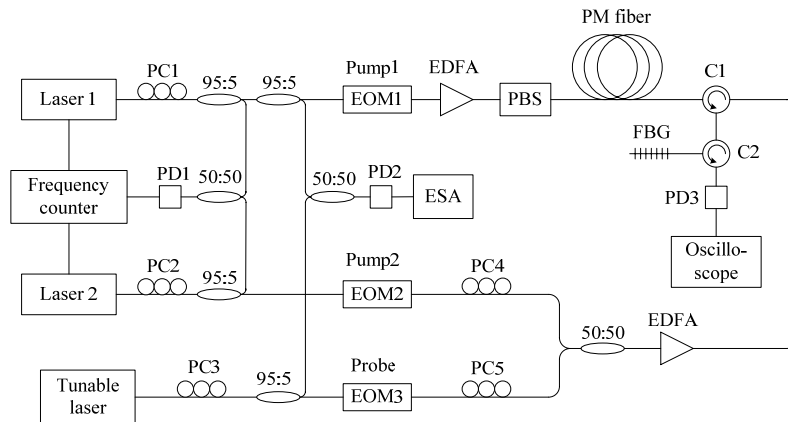 PM fiber
PC1
95:5
95:5
Pump1
EDFA
C1
Laser 1
EOM1
PBS
FBG
C2
PD1
50:50
50:50
PD2
Frequency
counter
ESA
PD3
PC2
95:5
Pump2
PC4
Oscillo-
scope
Laser 2
EOM2
50:50
EDFA
PC3
95:5
Probe
PC5
Tunable
laser
EOM3